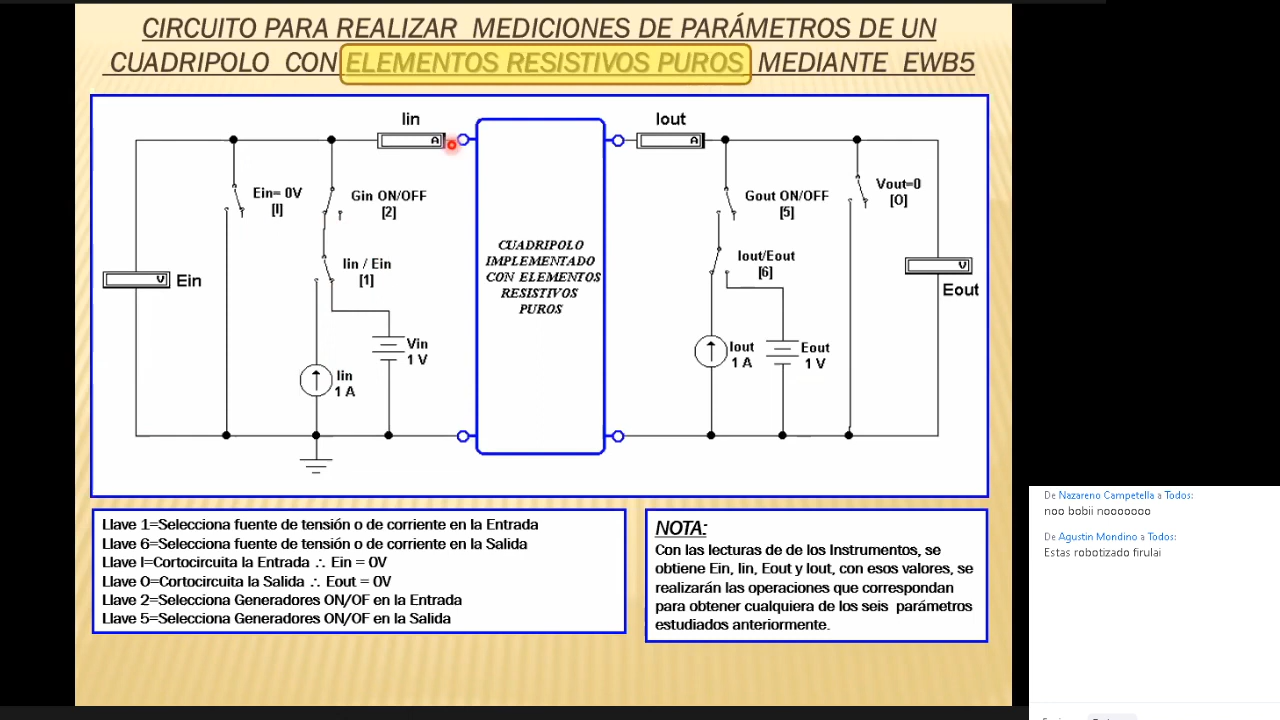 CIRCUITO PARA REALIZAR MEDICIONES DE PARÁMETROS DE UN
CUADRIPOLO CON ELEMENTOS RESISTIVOS PUROS MEDIANTE EWB5
Iin
A
Iout
A
Ein= 0V
[I]
Gin ON/OFF
[2]
Iin / Ein
[1]
V
Ein
Vin
1 V
Iin
1 A
CUADRIPOLO
IMPLEMENTADO
CON ELEMENTOS
RESISTIVOS
PUROS
Gout ON/OFF
[5]
Vout=0
[O]
Iout/Eout
[6]
V
Eout
Iout
1 A
Eout
1 V
Llave 1=Selecciona fuente de tensión o de corriente en la Entrada
Llave 6=Selecciona fuente de tensión o de corriente en la Salida
Llave I=Cortocircuita la Entrada ∴ Ein = 0V
Llave O=Cortocircuita la Salida ∴ Eout = 0V
Llave 2=Selecciona Generadores ON/OF en la Entrada
Llave 5=Selecciona Generadores ON/OF en la Salida
NOTA:
Con las lecturas de de los Instrumentos, se
obtiene Ein, Iin, Eout y Iout, con esos valores, se
realizarán las operaciones que correspondan
para obtener cualquiera de los seis parámetros
estudiados anteriormente.
De Nazareno Campetella a Todos:
noo bobii nooooooo
De Agustin Mondino a Todos:
Estas robotizado firulai